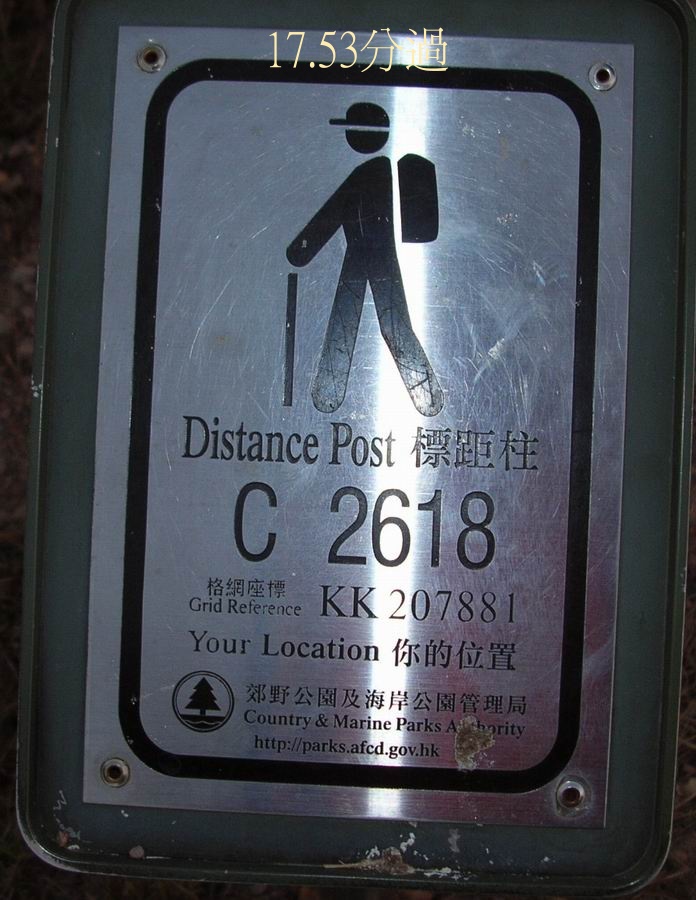 17.53分過
Distance Post 標距柱
C 2618
格網座標
Grid Reference KK 207881
Your Location 你的位置
郊野公園及海岸公園管理局
Country & Marine Parks Authority
http://parks.afcd.gov.hk